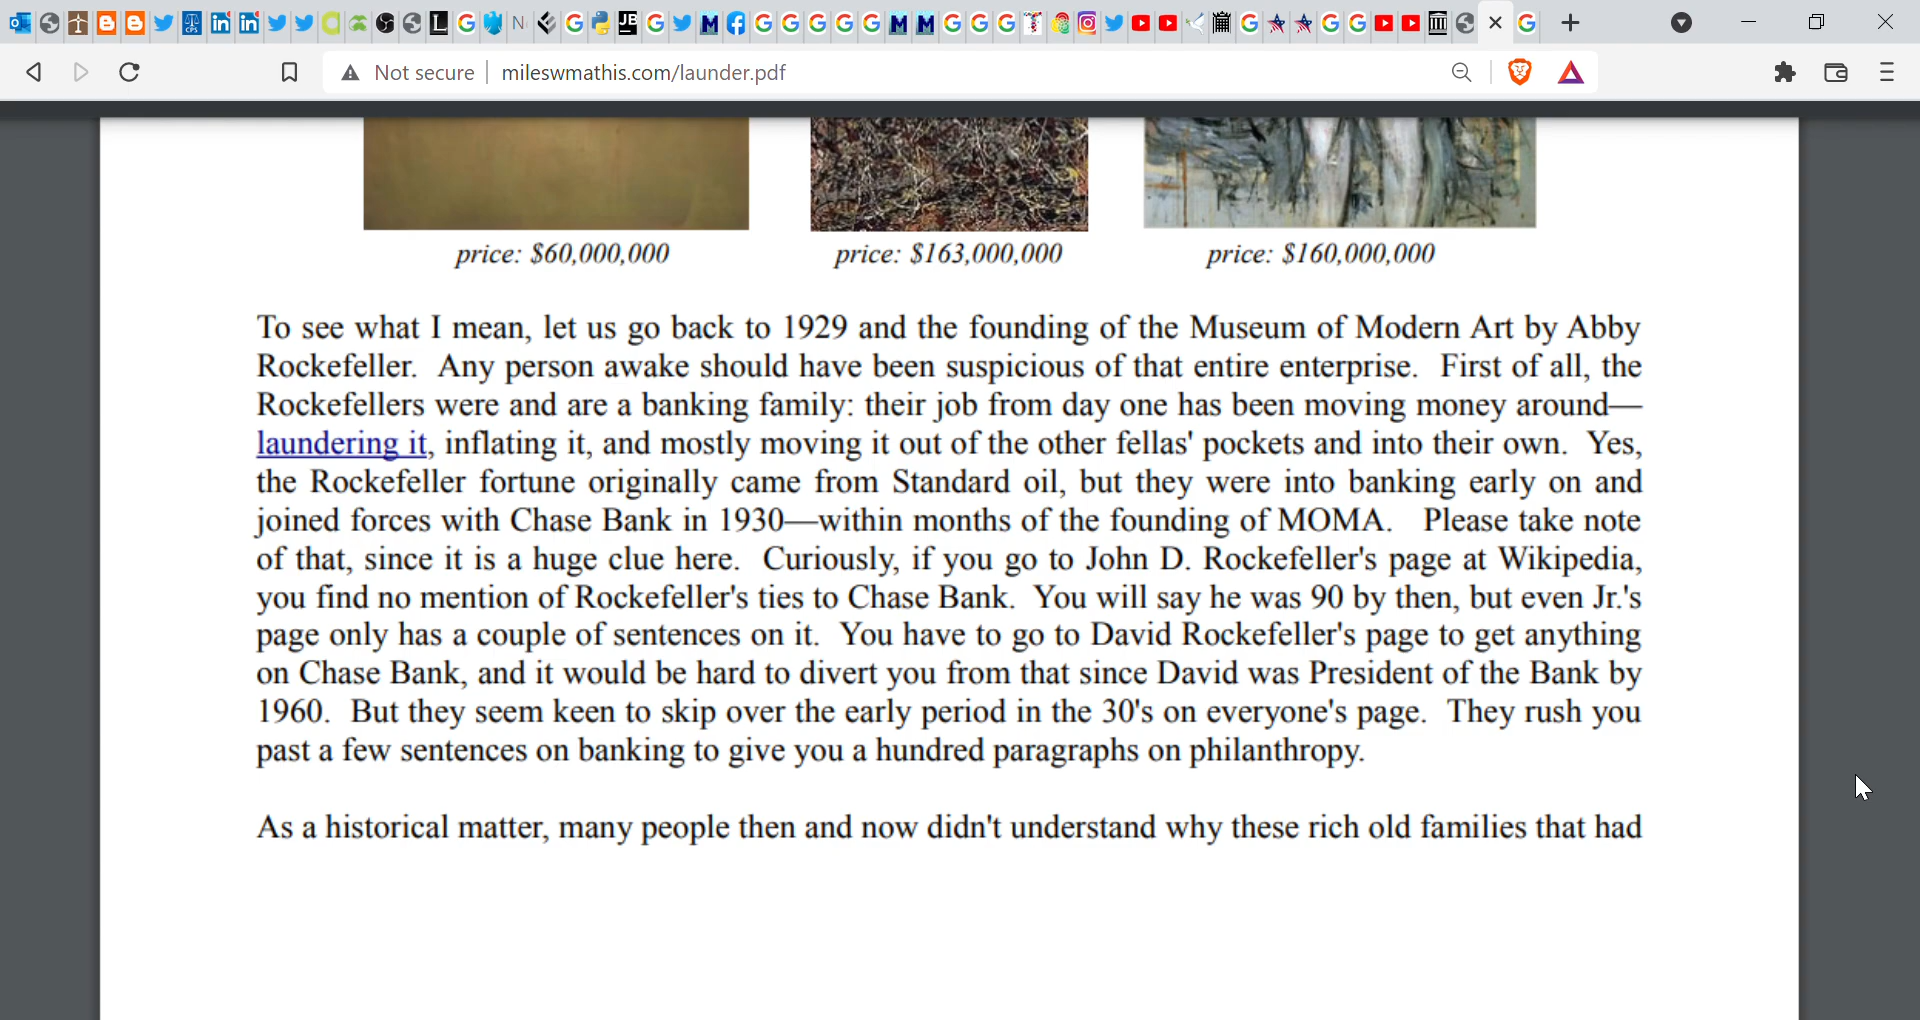 Not secure mileswmathis.com/launder.pdf
price: $60,000,000 price: $163,000,000 price: $160,000,000
To see what I mean, let us go back to 1929 and the founding of the Museum of Modern Art by Abby
Rockefeller. Any person awake should have been suspicious of that entire enterprise. First of all, the
Rockefellers were and are a banking family: their job from day one has been moving money around—
laundering it, inflating it, and mostly moving it out of the other fellas' pockets and into their own. Yes,
the Rockefeller fortune originally came from Standard oil, but they were into banking early on and
joined forces with Chase Bank in 1930—within months of the founding of MOMA. Please take note
of that, since it is a huge clue here. Curiously, if you go to John D. Rockefeller's page at Wikipedia,
you find no mention of Rockefeller's ties to Chase Bank. You will say he was 90 by then, but even Jr.'s
page only has a couple of sentences on it. You have to go to David Rockefeller's page to get anything
on Chase Bank, and it would be hard to divert you from that since David was President of the Bank by
1960. But they seem keen to skip over the early period in the 30's on everyone's page. They rush you
past a few sentences on banking to give you a hundred paragraphs on philanthropy.
As a historical matter, many people then and now didn't understand why these rich old families that had